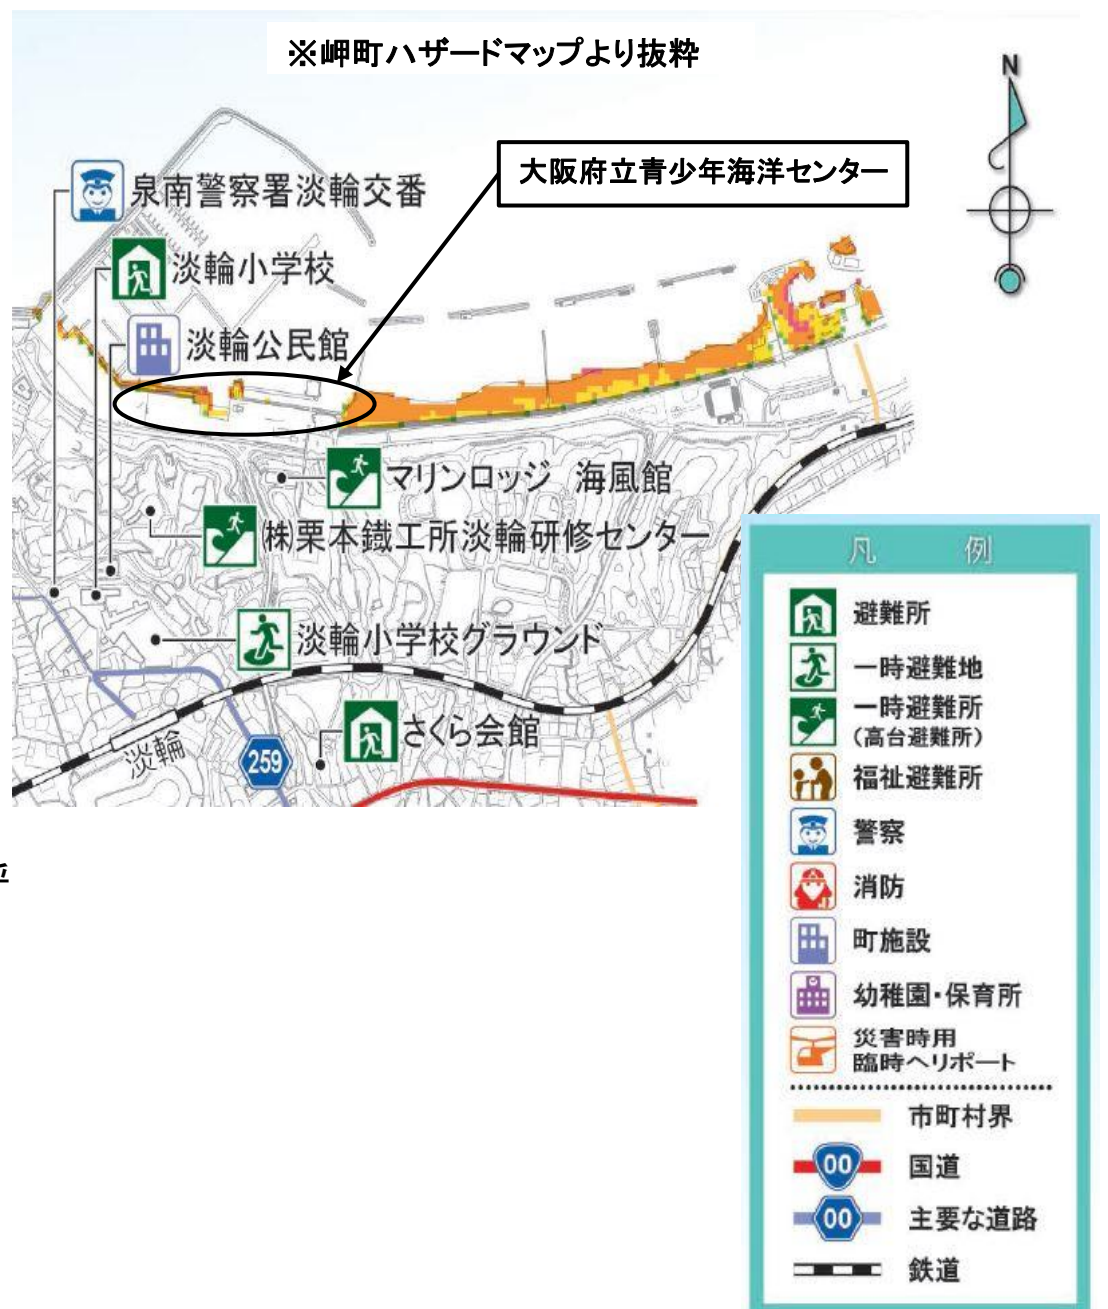 ※岬町ハザードマップより抜粋
N
大阪府立青少年海洋センター
泉南警察署淡輪交番
淡輪小学校
淡輪公民館
マリンロッジ 海風館
㈱栗本鐵工所淡輪研修センター
淡輪小学校グラウンド
さくら会館
淡輪
259
凡 例
避難所
一時避難地
一時避難所
(高台避難所)
福祉避難所
警察
消防
町施設
幼稚園・保育所
災害時用
臨時ヘリポート
市町村界
00 国道
00 主要な道路
鉄道